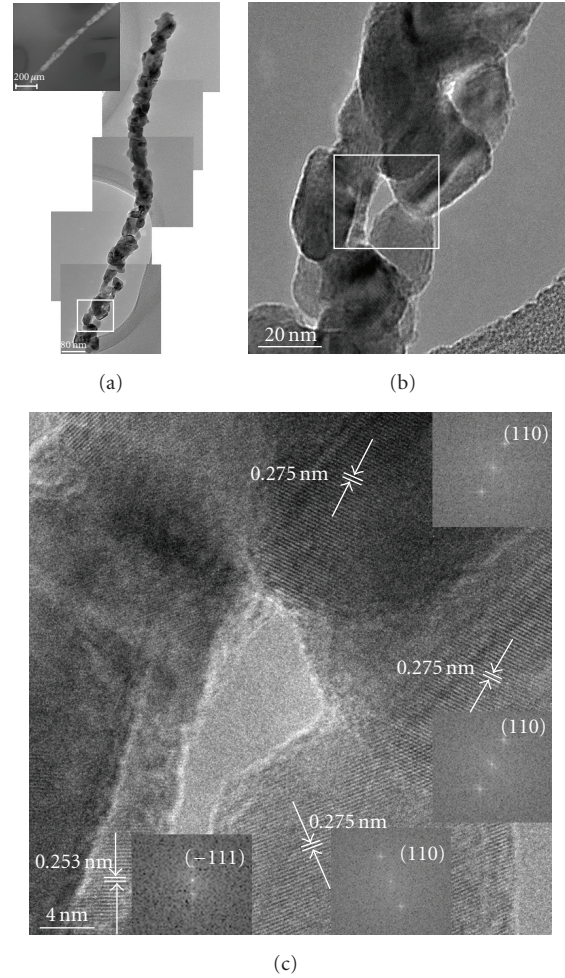 200 μm
80 nm
(a)
20 nm
(b)
(110)
0.275 nm
0.275 nm
(110)
0.275 nm
(110)
0.253 nm
(−111)
4 nm
(c)